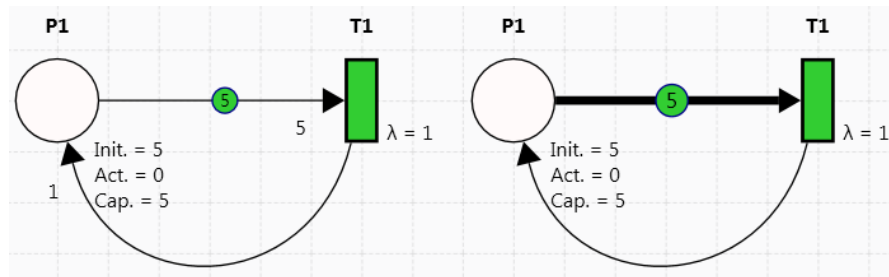 P1
T1
5
5
λ = 1
Init. = 5
Act. = 0
Cap. = 5
1
P1
T1
5
λ = 1
Init. = 5
Act. = 0
Cap. = 5